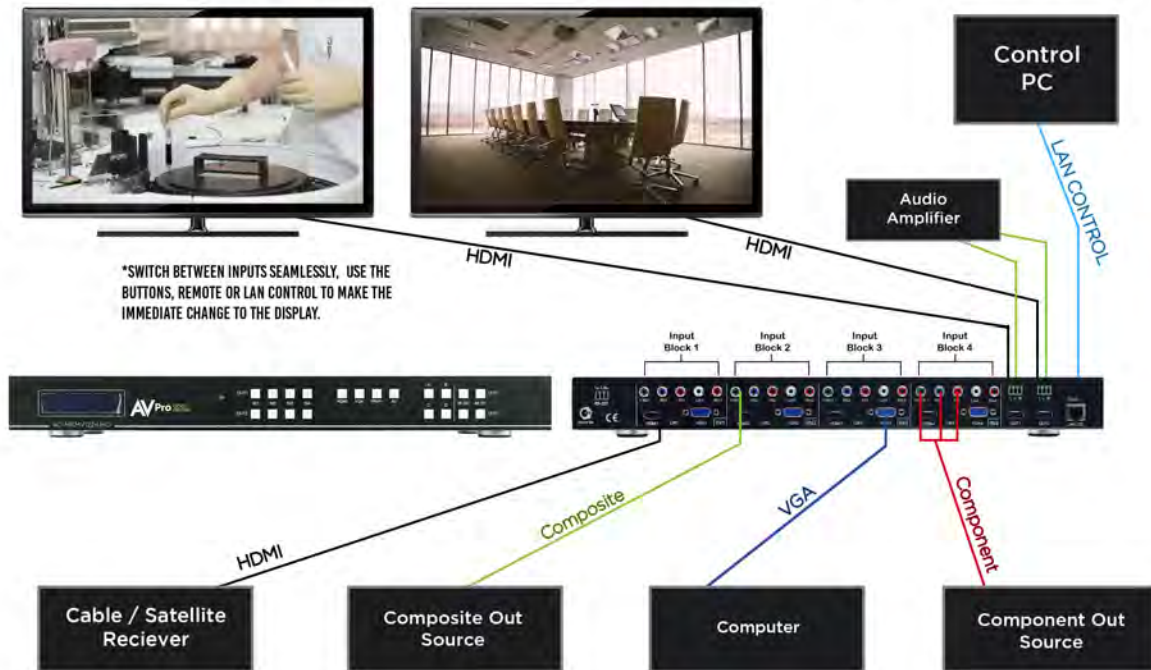 Control
PC
LAN CONTROL
Audio
Amplifier
HDMI
HDMI
*SWITCH BETWEEN INPUTS SEAMLESSLY, USE THE
BUTTONS, REMOTE OR LAN CONTROL TO MAKE THE
IMMEDIATE CHANGE TO THE DISPLAY.
Input
Block 1
Input
Block 2
Input
Block 3
Input
Block 4
AVPro
CE
HDMI
Composite
VGA
Component
Cable / Satellite
Reciever
Composite Out
Source
Computer
Component Out
Source